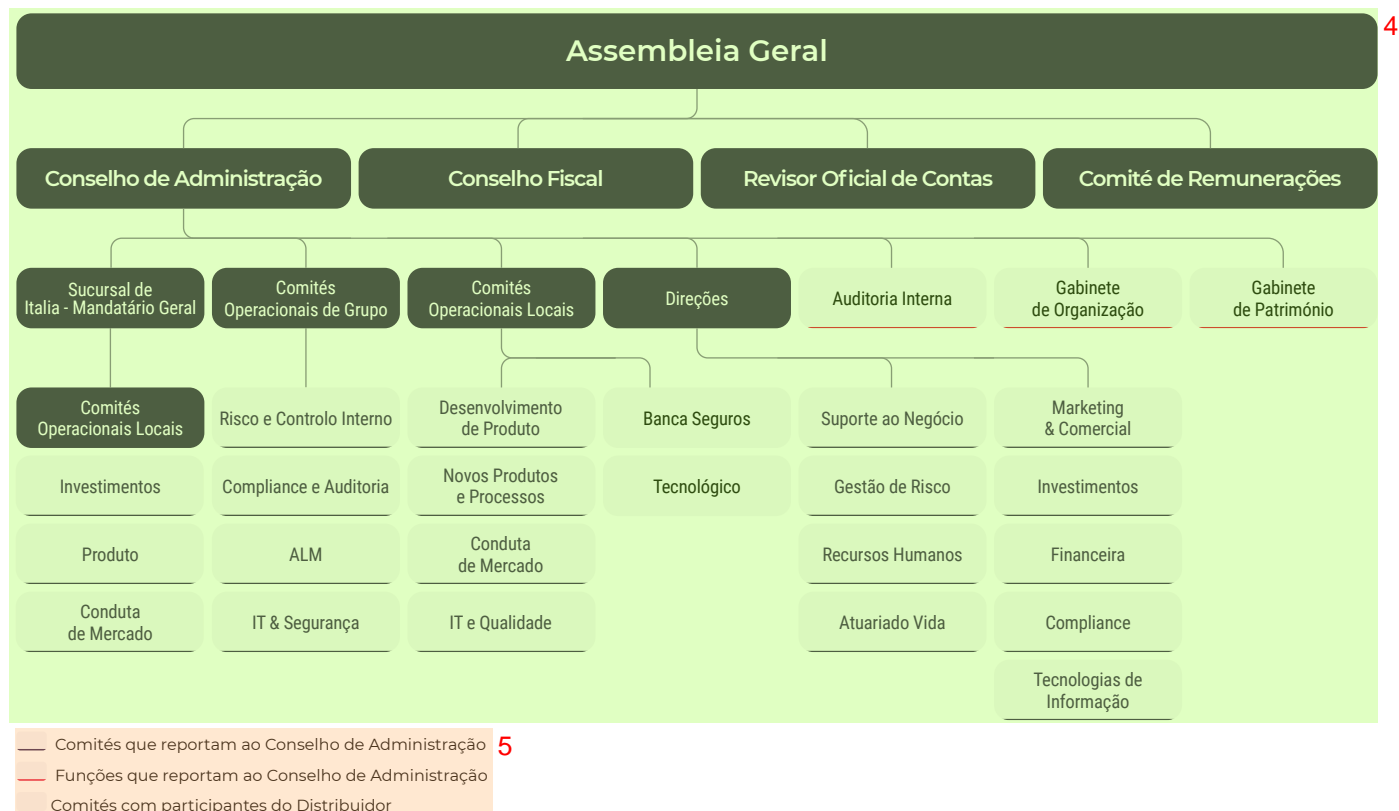 Assembleia Geral
4
Conselho de Administração
Conselho Fiscal
Revisor Oficial de Contas
Comité de Remunerações
Sucursal de
Italia - Mandatário Geral
Comités
Operacionais de Grupo
Comités
Operacionais Locais
Direções
Auditoria Interna
Gabinete
de Organização
Gabinete
de Património
Comités
Operacionais Locais
Risco e Controlo Interno
Desenvolvimento
de Produto
Banca Seguros
Suporte ao Negócio
Marketing
& Comercial
Investimentos
Compliance e Auditoria
Novos Produtos
e Processos
Tecnológico
Gestão de Risco
Investimentos
Produto
ALM
Conduta
de Mercado
Recursos Humanos
Financeira
Conduta
de Mercado
IT & Segurança
IT e Qualidade
Atuariado Vida
Compliance
Tecnologias de
Informação
Comités que reportam ao Conselho de Administração
5
Funções que reportam ao Conselho de Administração
Comités com participantes do Distribuidor